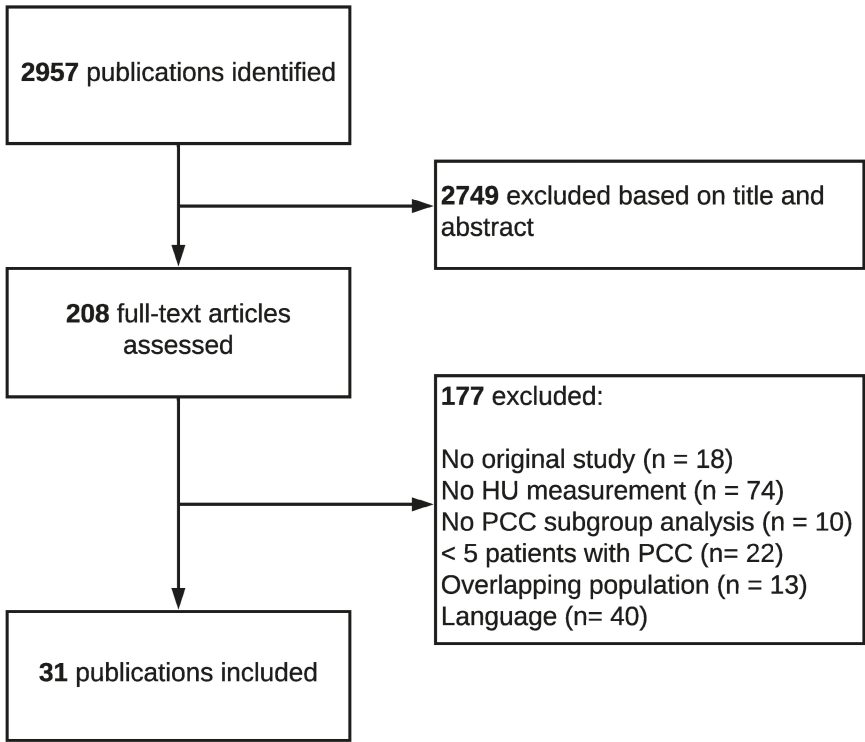 2957 publications identified
2749 excluded based on title and
abstract
208 full-text articles
assessed
177 excluded:
No original study (n = 18)
No HU measurement (n = 74)
No PCC subgroup analysis (n = 10)
< 5 patients with PCC (n= 22)
Overlapping population (n = 13)
Language (n= 40)
31 publications included